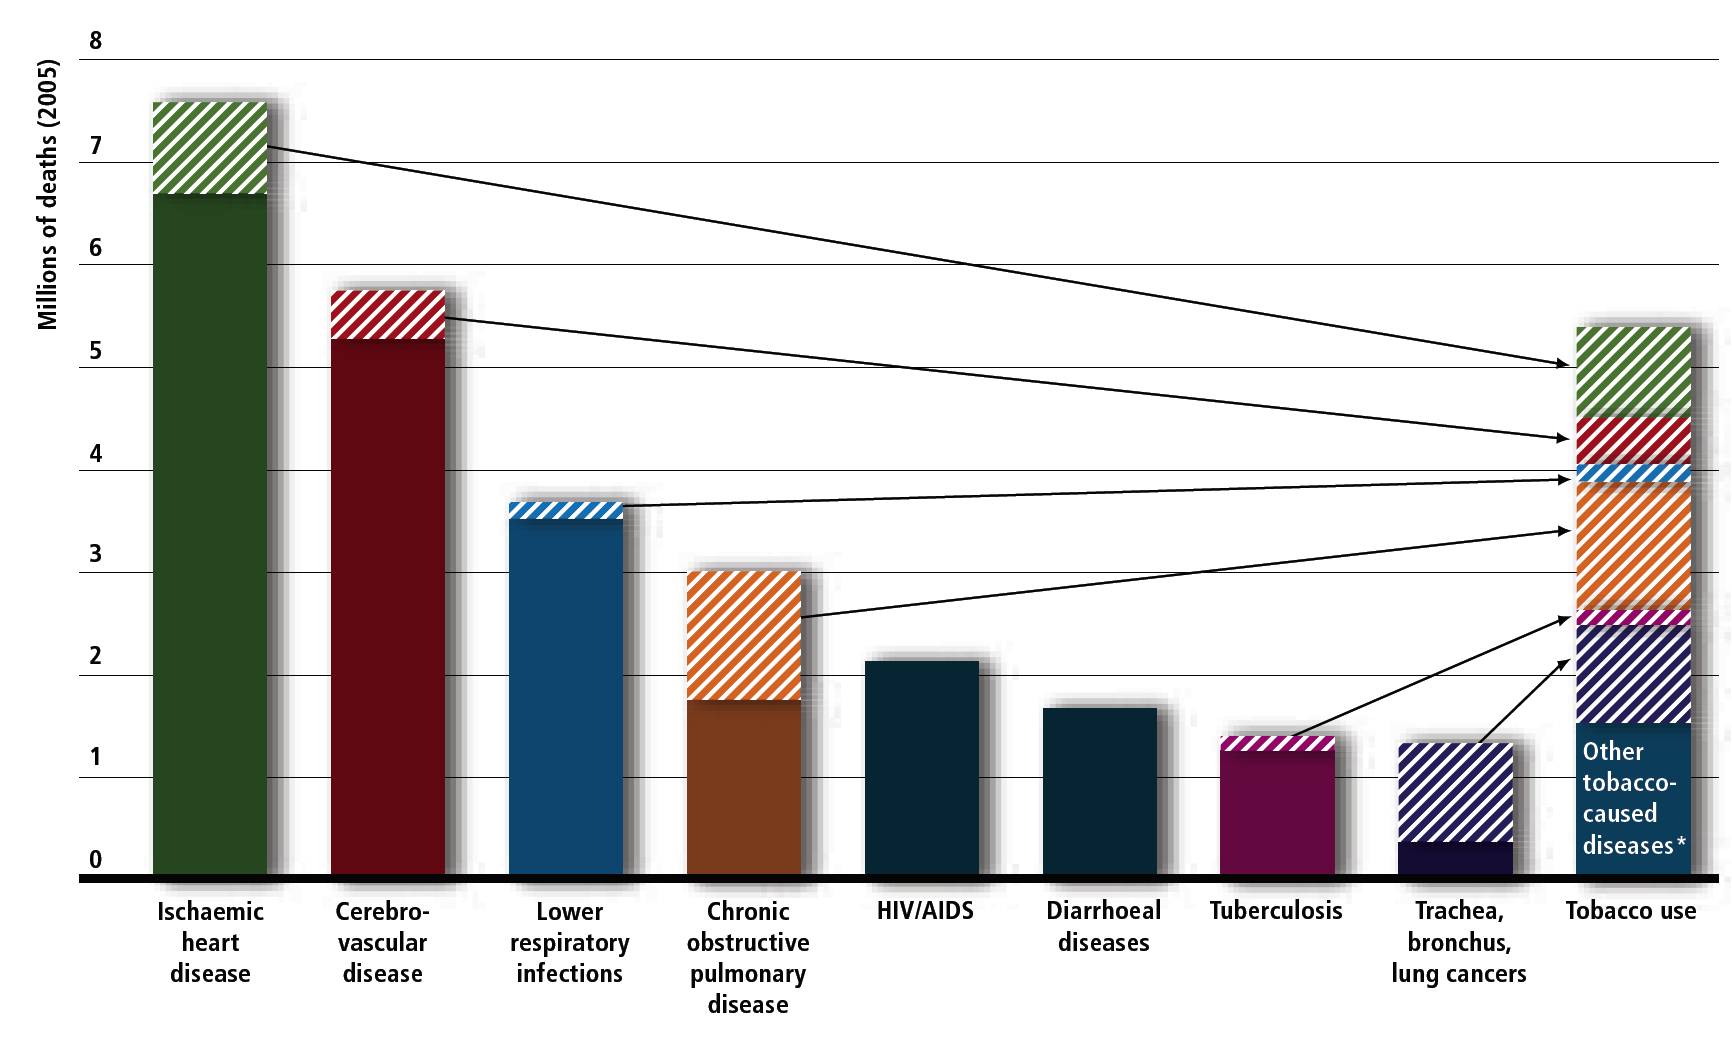 Millions of deaths (2005)
8
7
6
5
4
3
2
1
0
Other
tobacco-
caused
diseases*
Ischaemic
heart
disease
Cerebro-
vascular
disease
Lower
respiratory
infections
Chronic
obstructive
pulmonary
disease
HIV/AIDS
Diarrhoeal
diseases
Tuberculosis
Trachea,
bronchus,
lung cancers
Tobacco use